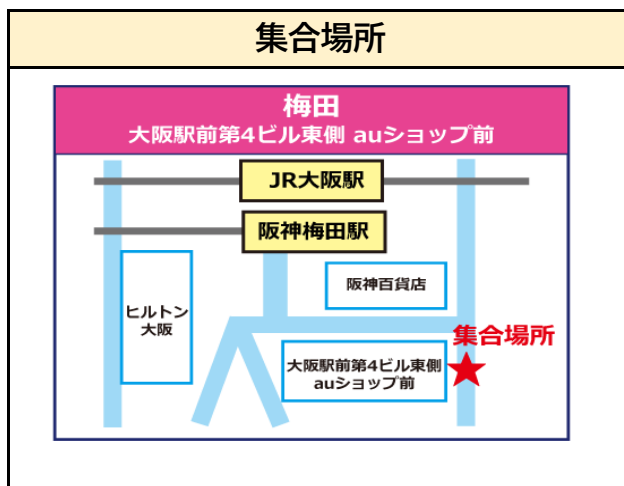 集合場所
梅田
大阪駅前第4ビル東側 auショップ前
JR大阪駅
阪神梅田駅
阪神百貨店
ヒルトン
大阪
集合場所
大阪駅前第4ビル東側
auショップ前